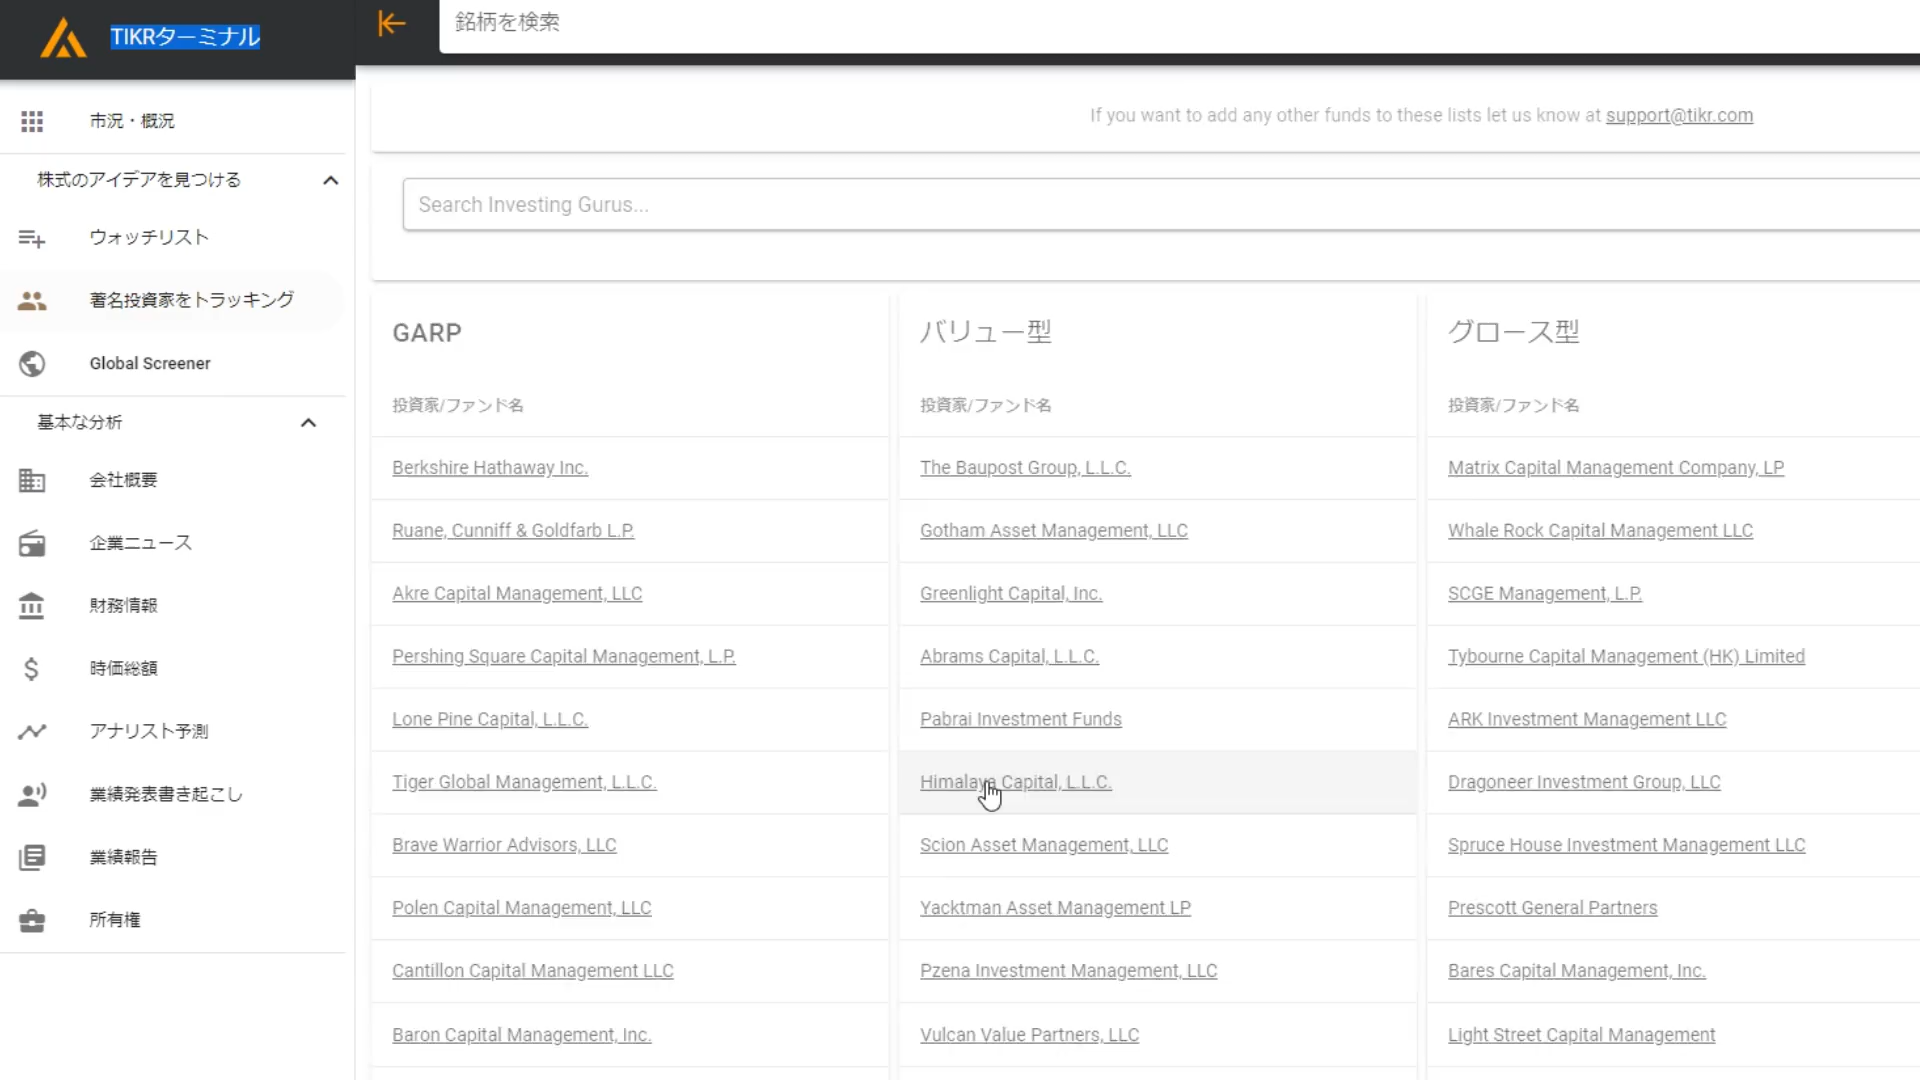 TIKRターミナル
銘柄を検索
市況・概況
株式のアイデアを見つける
ウォッチリスト
著名投資家をトラッキング
Global Screener
基本な分析
会社概要
企業ニュース
財務情報
時価総額
アナリスト予測
業績発表書き起こし
業績報告
所有権
If you want to add any other funds to these lists let us know at support@tikr.com
Search Investing Gurus...
GARP
投資家/ファンド名
Berkshire Hathaway Inc.
Ruane, Cunniff & Goldfarb L.P.
Akre Capital Management, LLC
Pershing Square Capital Management, L.P.
Lone Pine Capital, L.L.C.
Tiger Global Management, L.L.C.
Brave Warrior Advisors, LLC
Polen Capital Management, LLC
Cantillon Capital Management LLC
Baron Capital Management, Inc.
バリュー型
投資家/ファンド名
The Baupost Group, L.L.C.
Gotham Asset Management, LLC
Greenlight Capital, Inc.
Abrams Capital, L.L.C.
Pabrai Investment Funds
Himalaya Capital, L.L.C.
Scion Asset Management, LLC
Yacktman Asset Management LP
Pzena Investment Management, LLC
Vulcan Value Partners, LLC
グロース型
投資家/ファンド名
Matrix Capital Management Company, LP
Whale Rock Capital Management LLC
SCGE Management, L.P.
Tybourne Capital Management (HK) Limited
ARK Investment Management LLC
Dragoneer Investment Group, LLC
Spruce House Investment Management LLC
Prescott General Partners
Bares Capital Management, Inc.
Light Street Capital Management